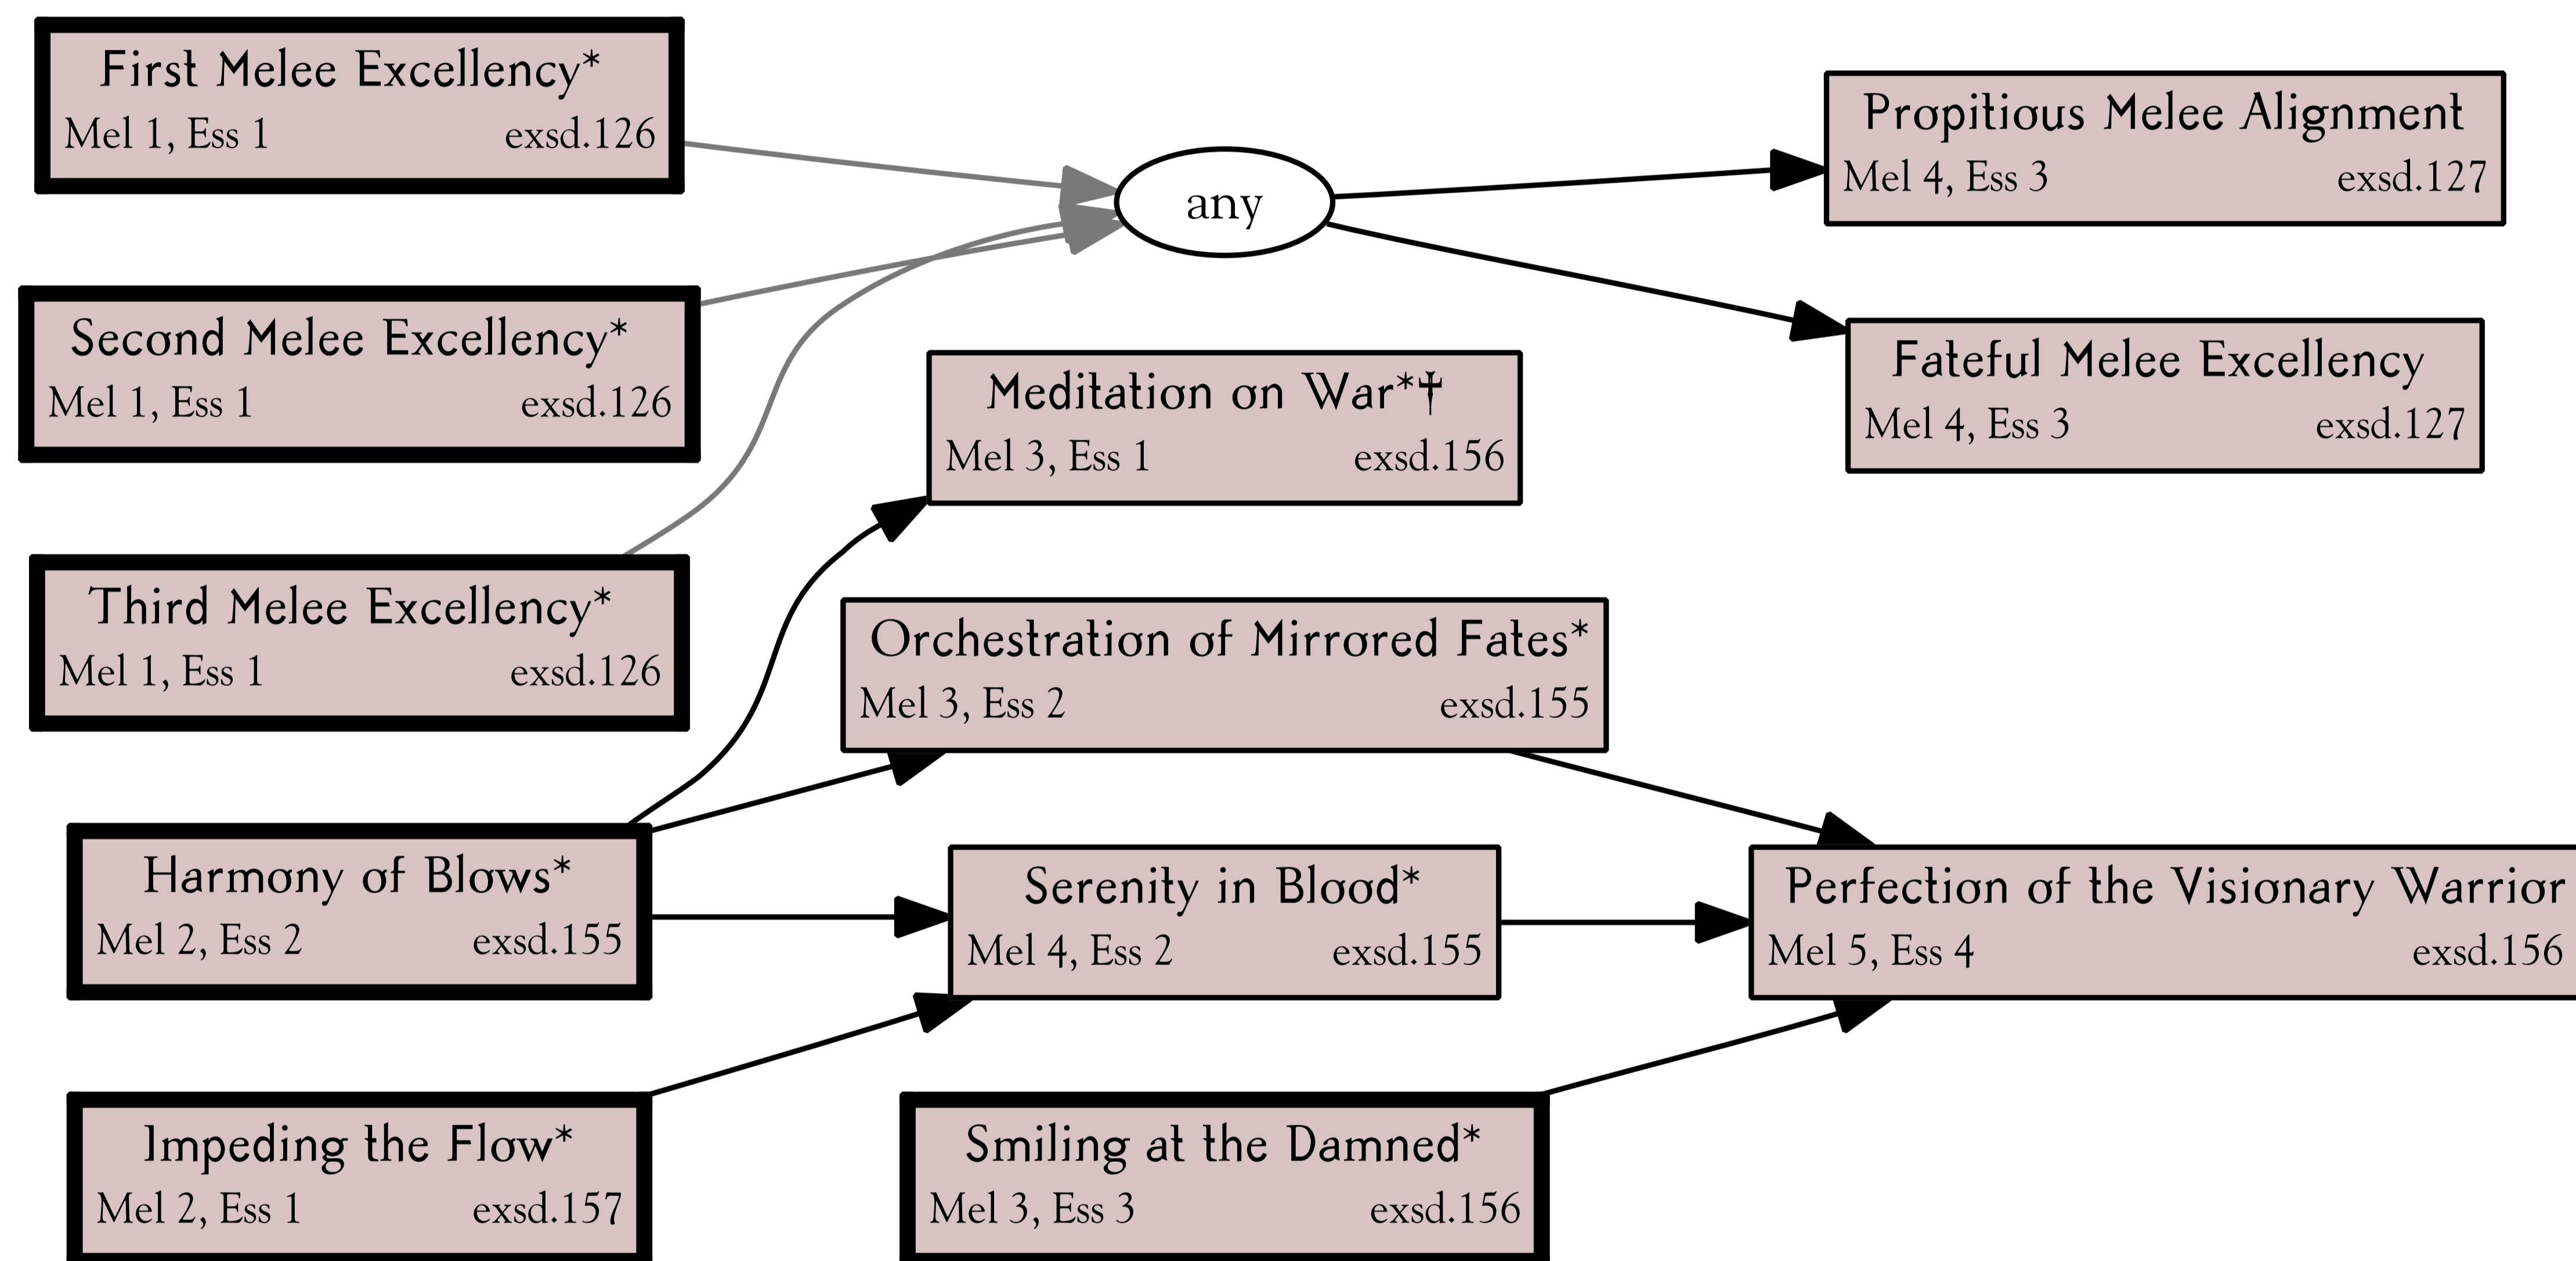 First Melee Excellency*
Mel 1, Ess 1 exsd.126
Second Melee Excellency*
Mel 1, Ess 1 exsd.126
Third Melee Excellency*
Mel 1, Ess 1 exsd.126
Harmony of Blows*
Mel 2, Ess 2 exsd.155
Impeding the Flow*
Mel 2, Ess 1 exsd.157
any
Meditation on War*†
Mel 3, Ess 1 exsd.156
Orchestration of Mirrored Fates*
Mel 3, Ess 2 exsd.155
Serenity in Blood*
Mel 4, Ess 2 exsd.155
Smiling at the Damned*
Mel 3, Ess 3 exsd.156
Propitious Melee Alignment
Mel 4, Ess 3 exsd.127
Fateful Melee Excellency
Mel 4, Ess 3 exsd.127
Perfection of the Visionary Warrior
Mel 5, Ess 4 exsd.156